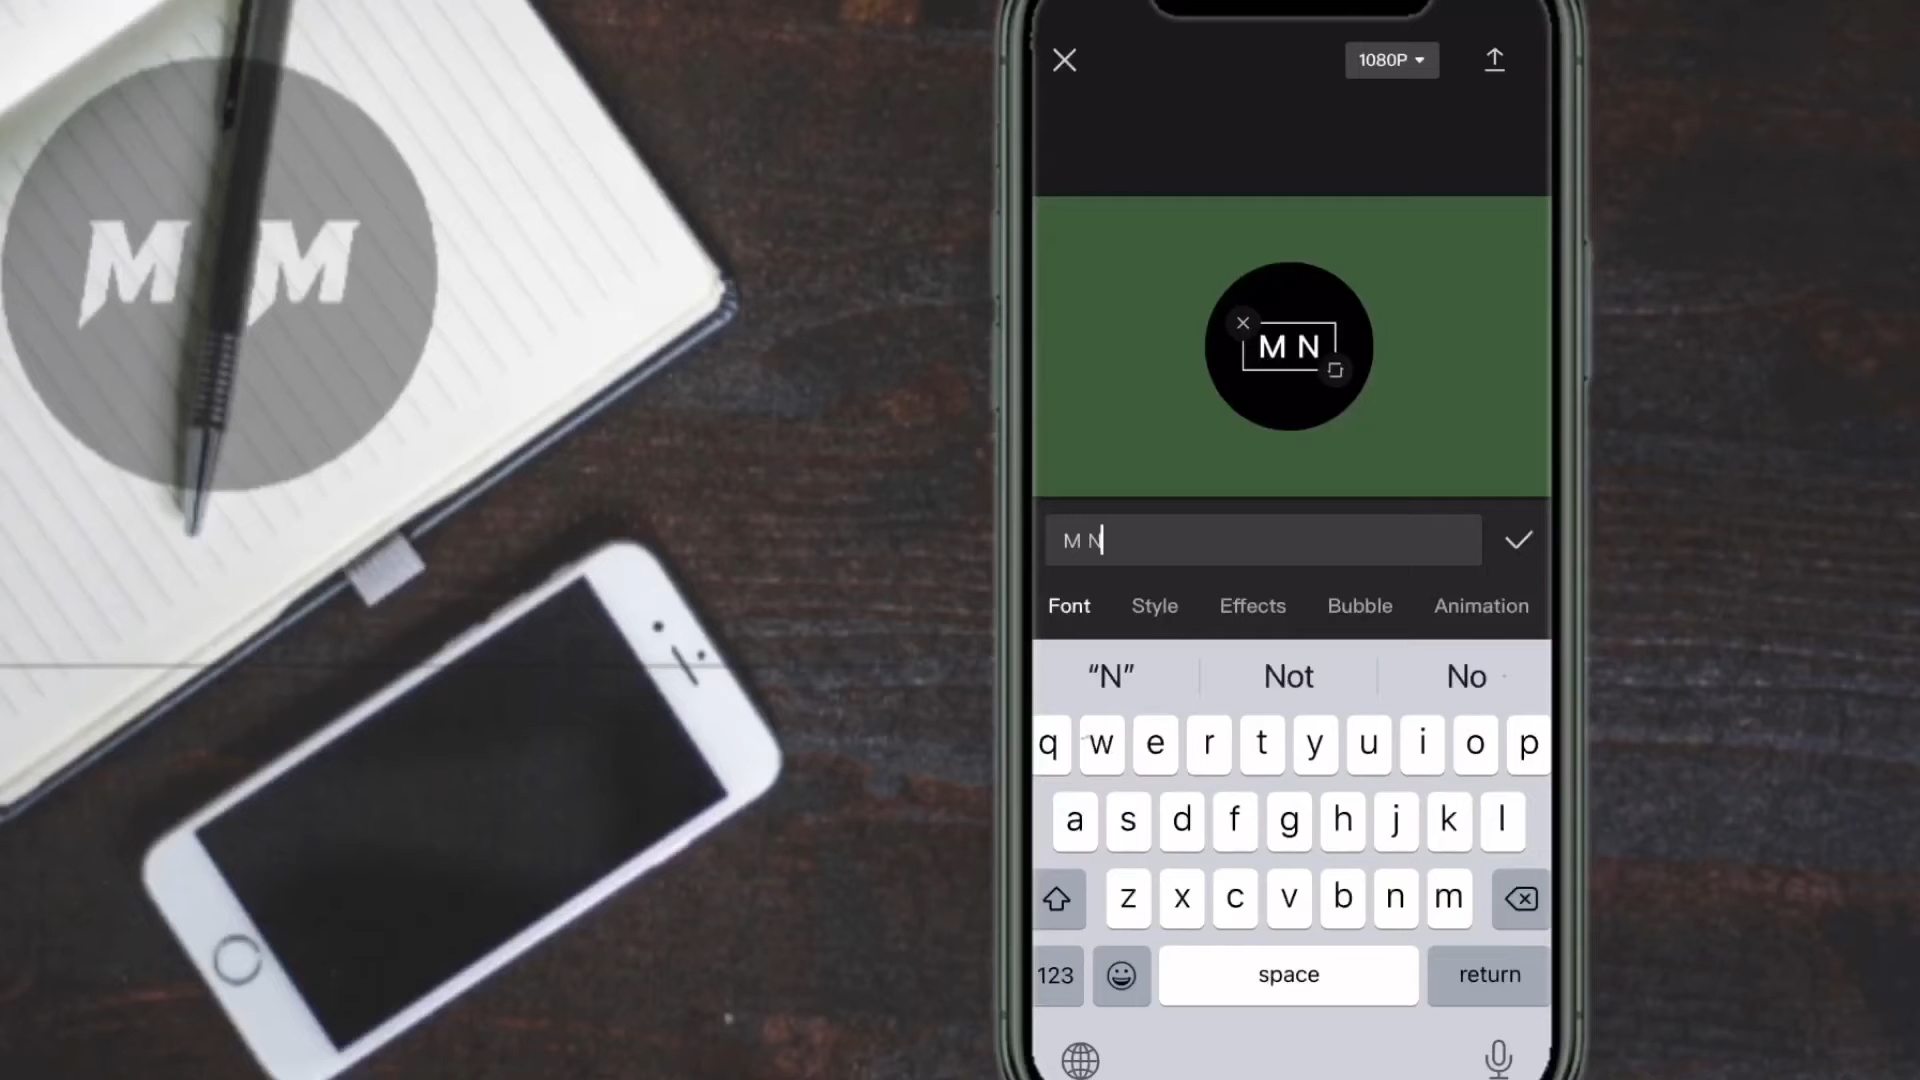 M M
1080P
M N
M N
Font Style Effects Bubble Animation
“N” Not No
q w e r t y u i o p
a s d f g h j k l
z x c v b n m
123 space return